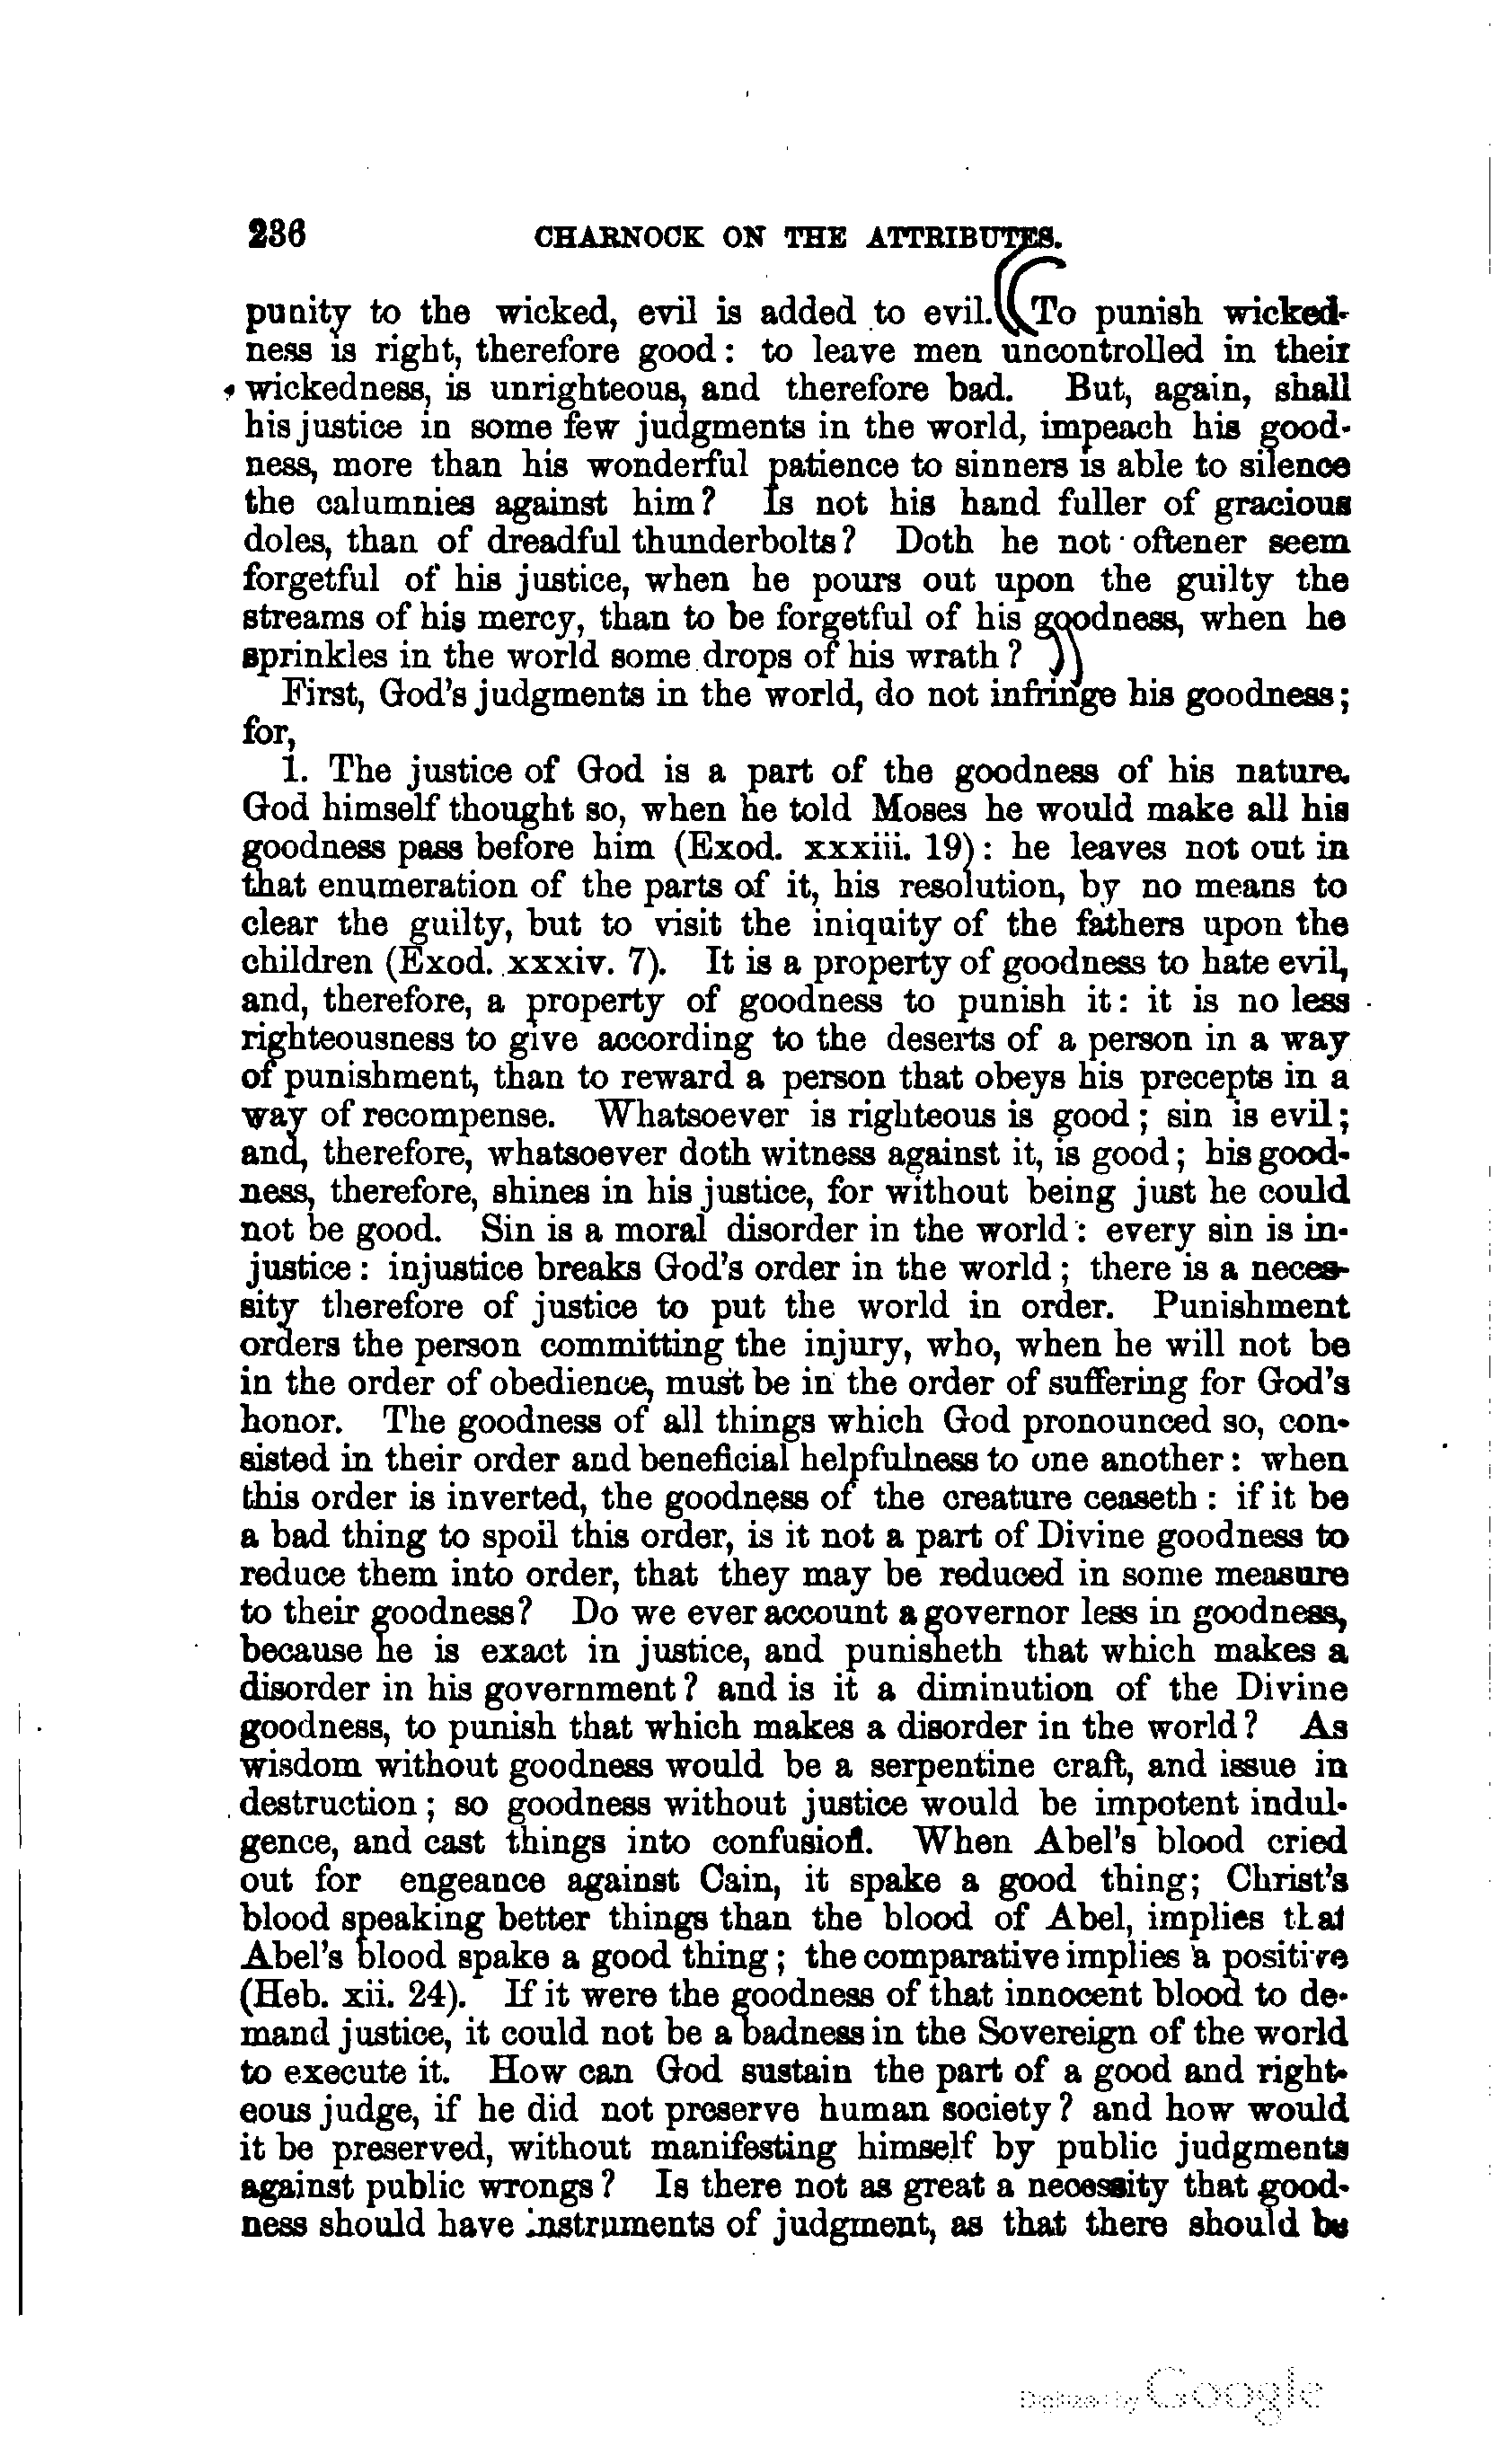 236 CHARNOCK ON THE ATTRIBUTES.
punity to the wicked, evil is added to evil. To punish wicked-
ness is right, therefore good: to leave men uncontrolled in their
wickedness, is unrighteous, and therefore bad. But, again, shall
his justice in some few judgments in the world, impeach his good-
ness, more than his wonderful patience to sinners is able to silence
the calumnies against him? Is not his hand fuller of gracious
doles, than of dreadful thunderbolts? Doth he not oftener seem
forgetful of his justice, when he pours out upon the guilty the
streams of his mercy, than to be forgetful of his goodness, when he
sprinkles in the world some drops of his wrath?
First, God's judgments in the world, do not infringe his goodness;
for,
1. The justice of God is a part of the goodness of his nature.
God himself thought so, when he told Moses he would make all his
goodness pass before him (Exod. xxxiii. 19): he leaves not out in
that enumeration of the parts of it, his resolution, by no means to
clear the guilty, but to visit the iniquity of the fathers upon the
children (Exod. xxxiv. 7). It is a property of goodness to hate evil,
and, therefore, a property of goodness to punish it: it is no less
righteousness to give according to the deserts of a person in a way
of punishment, than to reward a person that obeys his precepts in a
way of recompense. Whatsoever is righteous is good; sin is evil;
and, therefore, whatsoever doth witness against it, is good; his good-
ness, therefore, shines in his justice, for without being just he could
not be good. Sin is a moral disorder in the world: every sin is in-
justice: injustice breaks God's order in the world; there is a neces-
sity therefore of justice to put the world in order. Punishment
orders the person committing the injury, who, when he will not be
in the order of obedience, must be in the order of suffering for God's
honor. The goodness of all things which God pronounced so, con-
sisted in their order and beneficial helpfulness to one another: when
this order is inverted, the goodness of the creature ceaseth: if it be
a bad thing to spoil this order, is it not a part of Divine goodness to
reduce them into order, that they may be reduced in some measure
to their goodness? Do we ever account a governor less in goodness,
because he is exact in justice, and punisheth that which makes a
disorder in his government? and is it a diminution of the Divine
goodness, to punish that which makes a disorder in the world? As
wisdom without goodness would be a serpentine craft, and issue in
destruction; so goodness without justice would be impotent indul-
gence, and cast things into confusion. When Abel's blood cried
out for engeance against Cain, it spake a good thing; Christ's
blood speaking better things than the blood of Abel, implies that
Abel's blood spake a good thing; the comparative implies a positive
(Heb. xii. 24). If it were the goodness of that innocent blood to de-
mand justice, it could not be a badness in the Sovereign of the world
to execute it. How can God sustain the part of a good and right-
eous judge, if he did not preserve human society? and how would
it be preserved, without manifesting himself by public judgments
against public wrongs? Is there not as great a necessity that good-
ness should have instruments of judgment, as that there should be
Digitized by Google